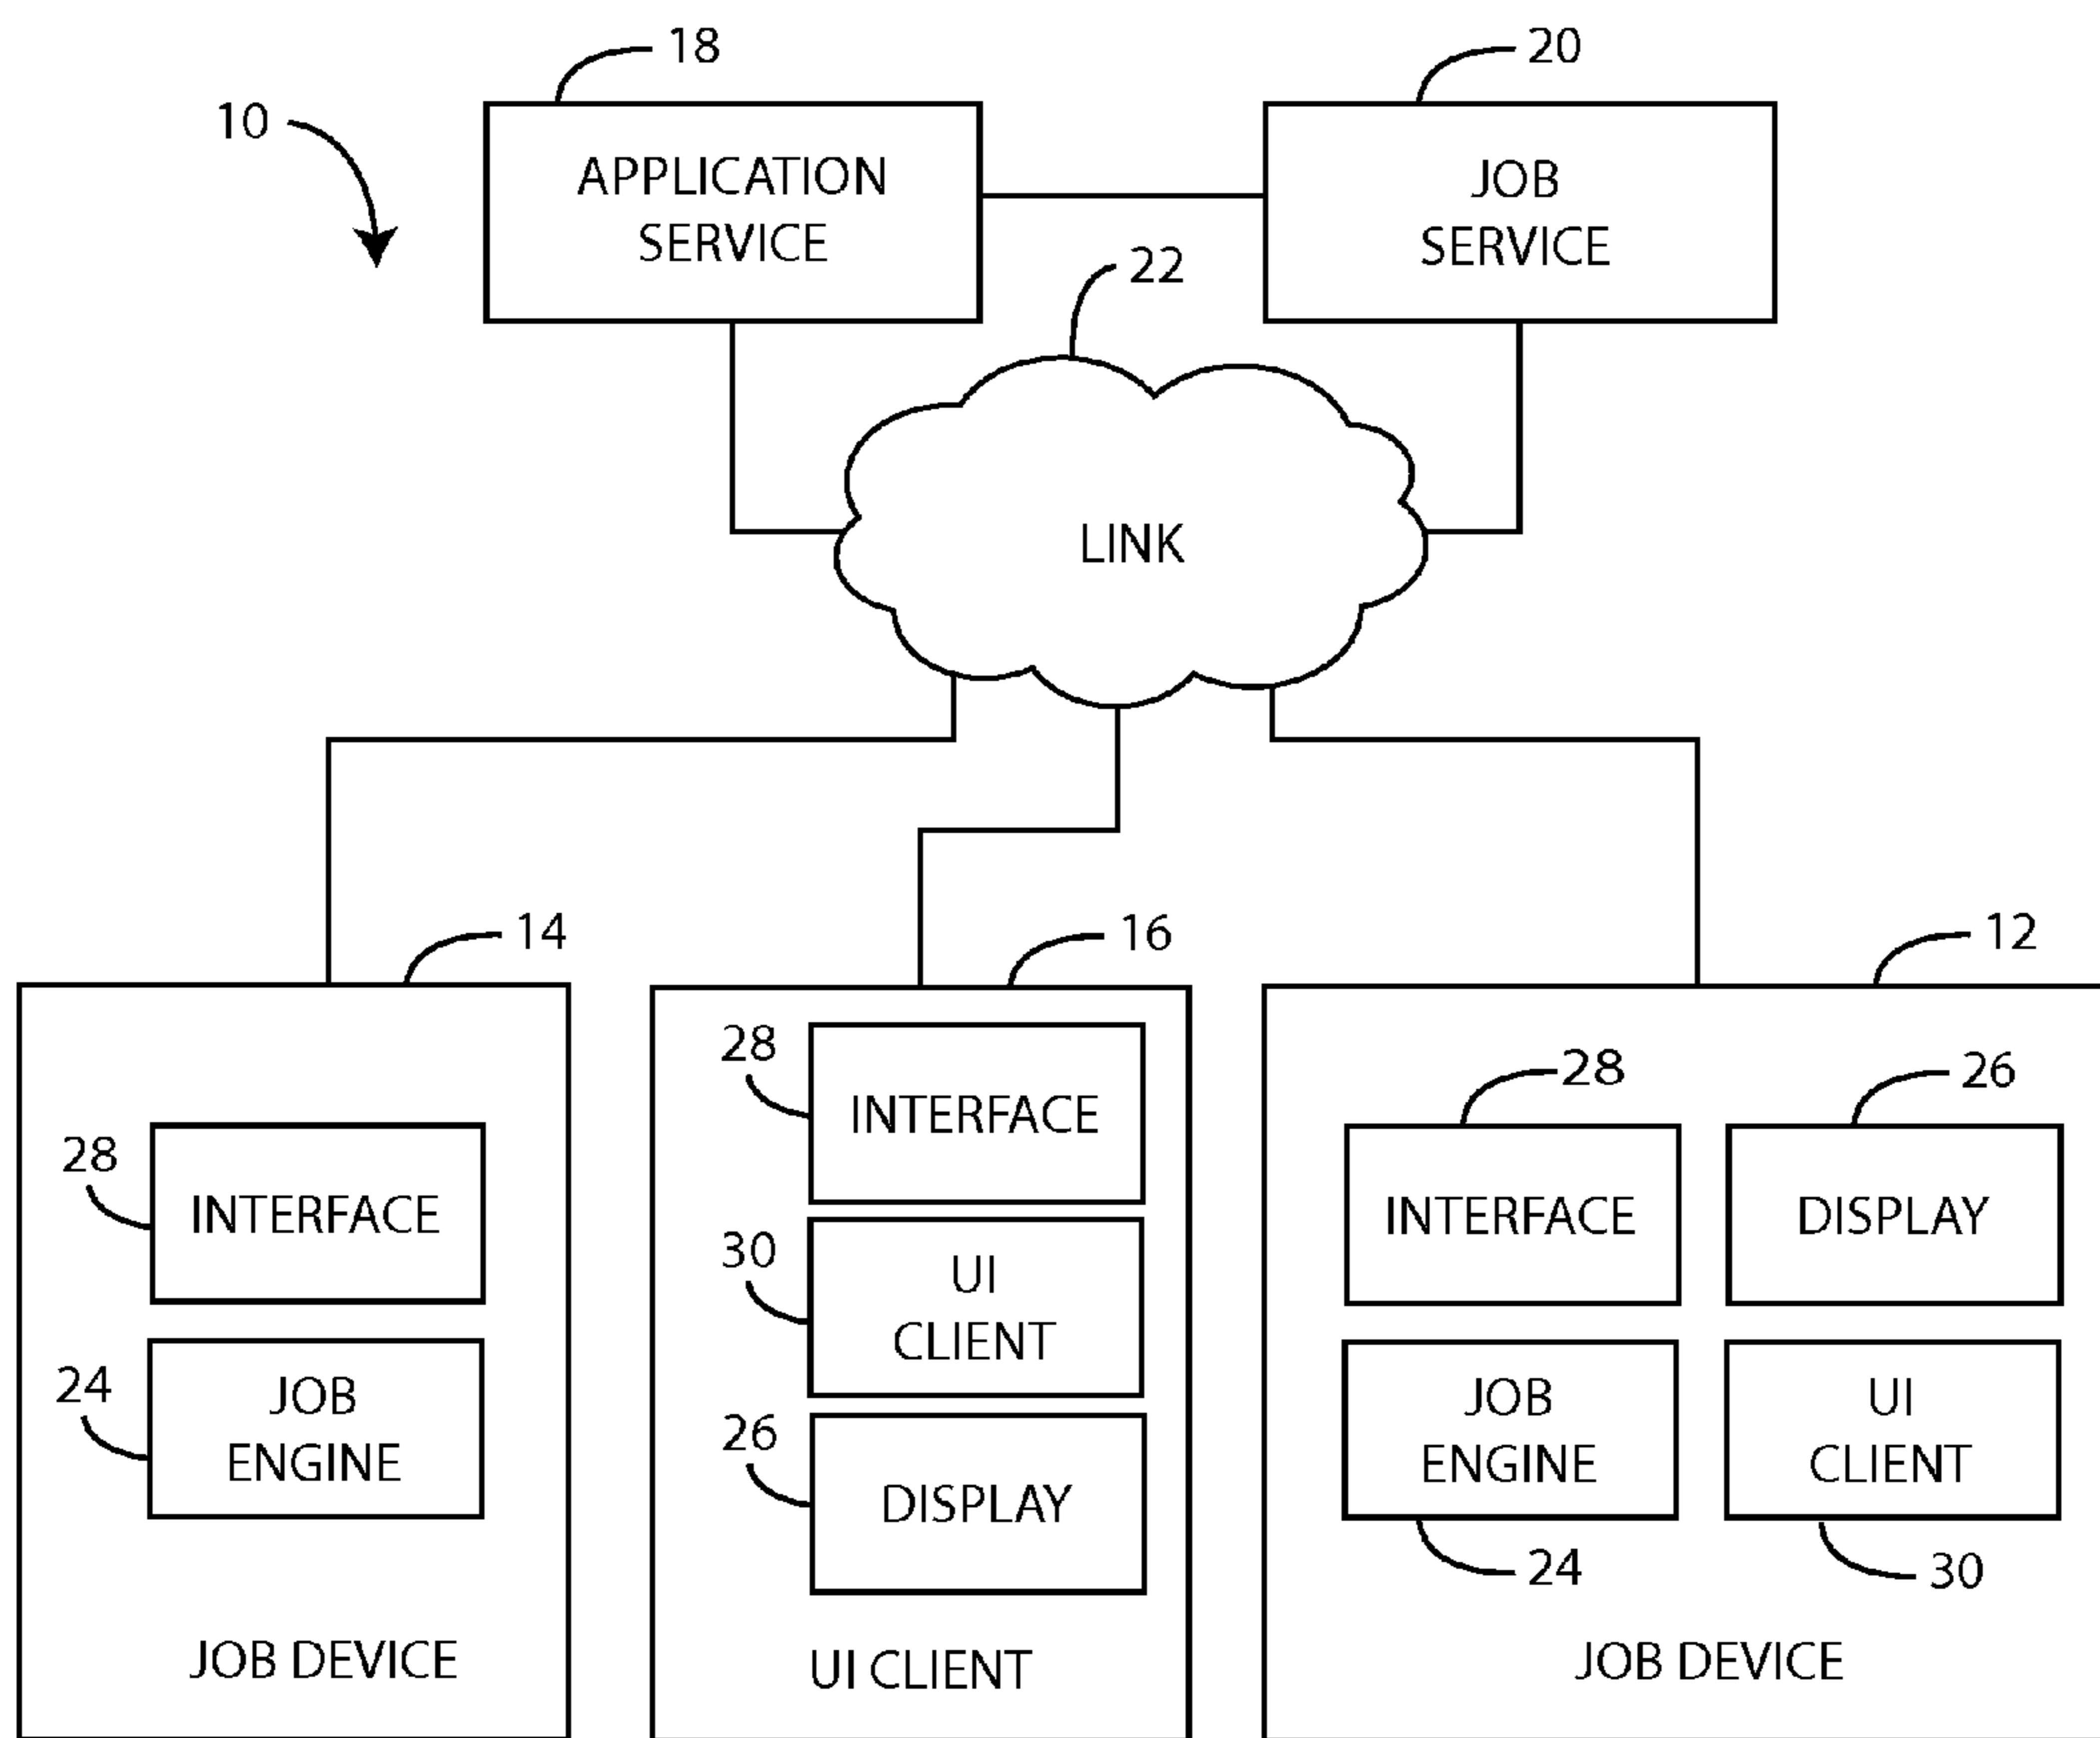 18
20
10
APPLICATION
SERVICE
JOB
SERVICE
22
LINK
14
16
12
28
INTERFACE
28
INTERFACE
28
26
INTERFACE
DISPLAY
30
UI
CLIENT
24
JOB
ENGINE
JOB
ENGINE
UI
CLIENT
26
DISPLAY
24
30
JOB DEVICE
UI CLIENT
JOB DEVICE